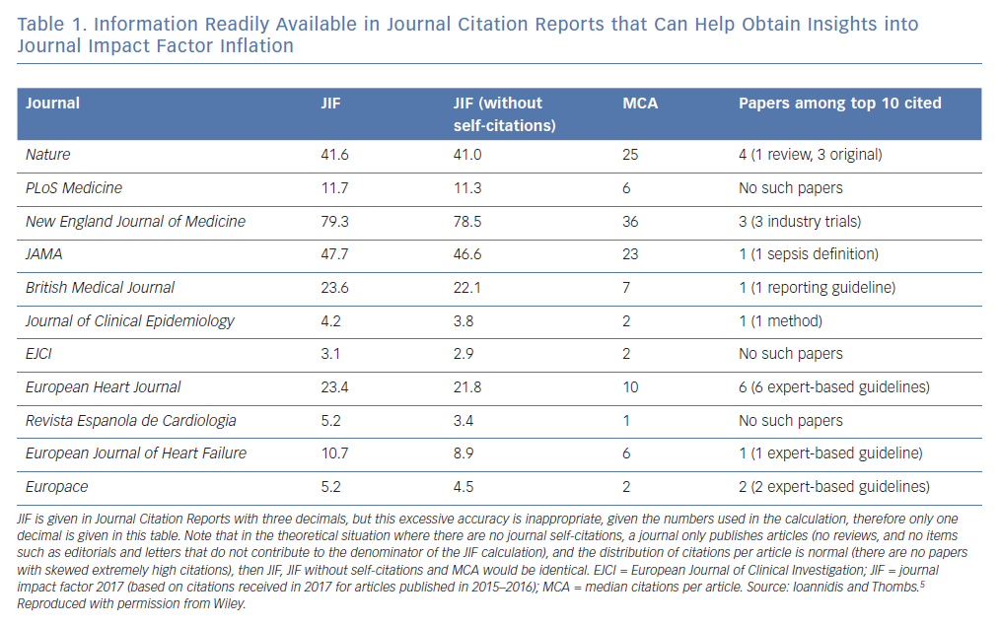 Table 1. Information Readily Available in Journal Citation Reports that Can Help Obtain Insights into
Journal Impact Factor Inflation
Journal JIF JIF (without self-citations) MCA Papers among top 10 cited
Nature 41.6 41.0 25 4 (1 review, 3 original)
PLoS Medicine 11.7 11.3 6 No such papers
New England Journal of Medicine 79.3 78.5 36 3 (3 industry trials)
JAMA 47.7 46.6 23 1 (1 sepsis definition)
British Medical Journal 23.6 22.1 7 1 (1 reporting guideline)
Journal of Clinical Epidemiology 4.2 3.8 2 1 (1 method)
EJCI 3.1 2.9 2 No such papers
European Heart Journal 23.4 21.8 10 6 (6 expert-based guidelines)
Revista Espanola de Cardiologia 5.2 3.4 1 No such papers
European Journal of Heart Failure 10.7 8.9 6 1 (1 expert-based guideline)
Europace 5.2 4.5 2 2 (2 expert-based guidelines)
JIF is given in Journal Citation Reports with three decimals, but this excessive accuracy is inappropriate, given the numbers used in the calculation, therefore only one
decimal is given in this table. Note that in the theoretical situation where there are no journal self-citations, a journal only publishes articles (no reviews, and no items
such as editorials and letters that do not contribute to the denominator of the JIF calculation), and the distribution of citations per article is normal (there are no papers
with skewed extremely high citations), then JIF, JIF without self-citations and MCA would be identical. EJCI = European Journal of Clinical Investigation; JIF = journal
impact factor 2017 (based on citations received in 2017 for articles published in 2015–2016); MCA = median citations per article. Source: Ioannidis and Thombs.5
Reproduced with permission from Wiley.